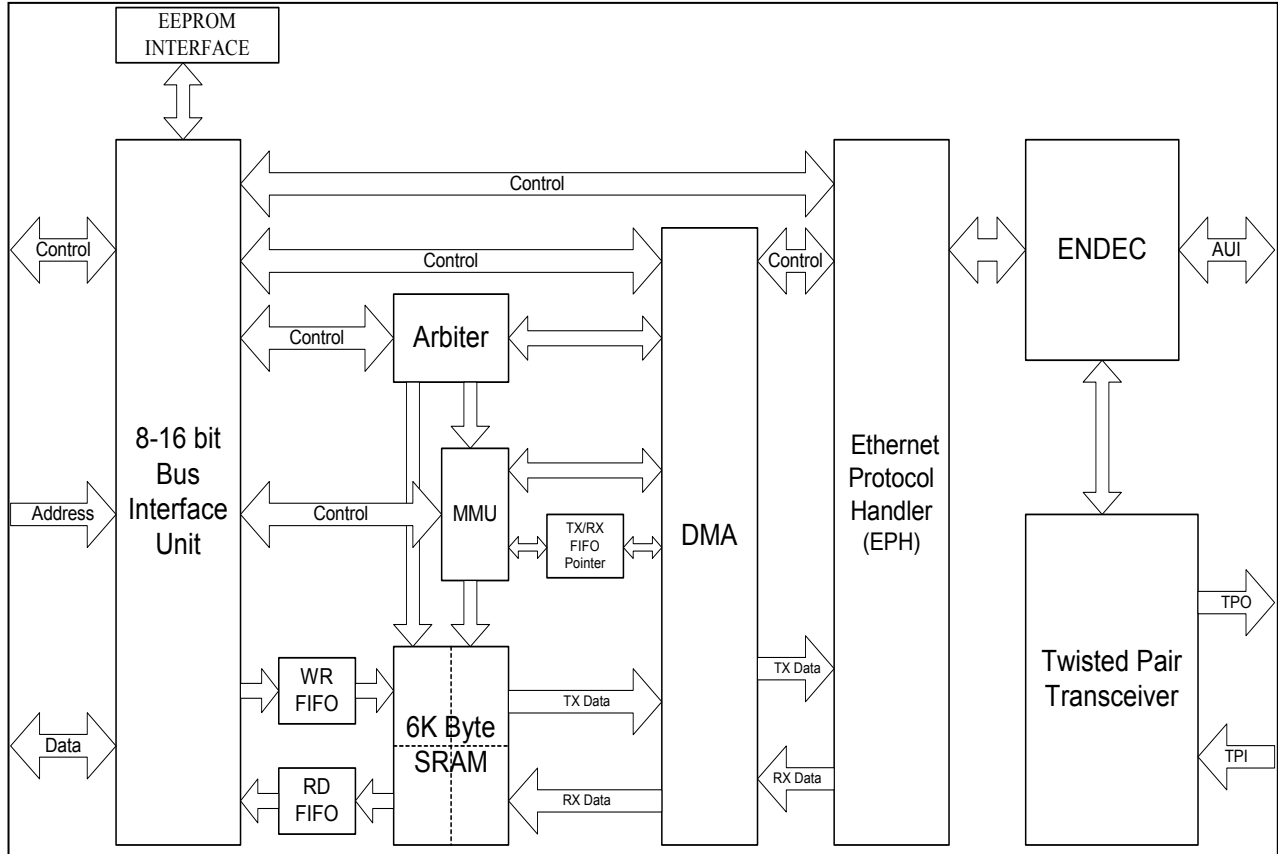 EEPROM
INTERFACE
Control
Control
Control
Control
AUI
ENDEC
Control
Arbiter
8-16 bit
Bus
Interface
Unit
Address
Control
MMU
TX/RX
FIFO
Pointer
DMA
Ethernet
Protocol
Handler
(EPH)
TPO
WR
FIFO
TX Data
TX Data
Twisted Pair
Transceiver
Data
6K Byte
SRAM
TPI
RD
FIFO
RX Data
RX Data